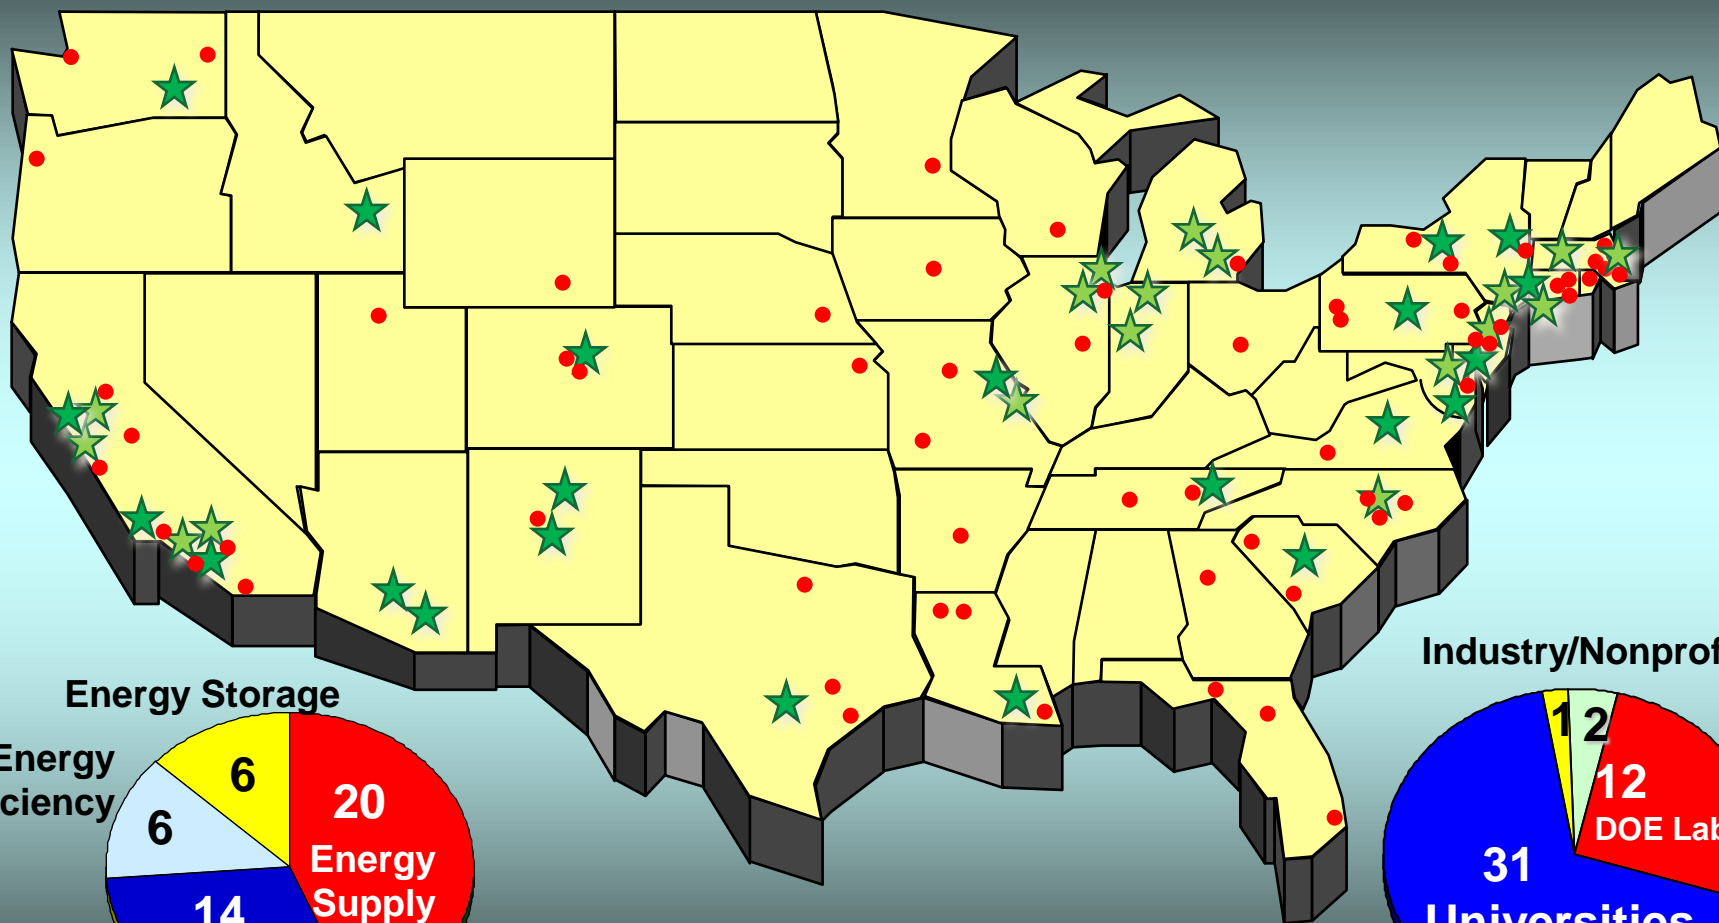 Industry/Nonprof
Energy Storage
Energy
ciency
6
20
6
Energy
Supply
14
1
2
12
DOE Lab
31
Universities